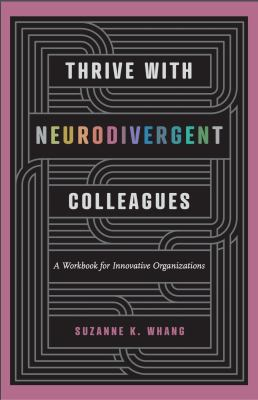 THRIVE WITH
NEURODIVERGENT
COLLEAGUES
A Workbook for Innovative Organizations
SUZANNE K. WHANG